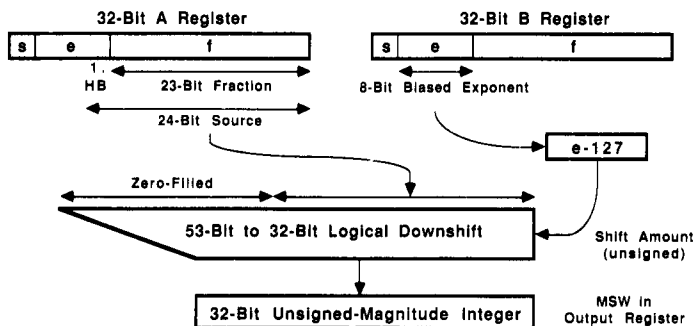 32-Bit A Register
32-Bit B Register
s e f
s e f
1.
HB
23-Bit Fraction
8-Bit Biased Exponent
24-Bit Source
e-127
Zero-Filled
53-Bit to 32-Bit Logical Downshift
Shift Amount
(unsigned)
32-Bit Unsigned-Magnitude Integer
MSW in
Output Register